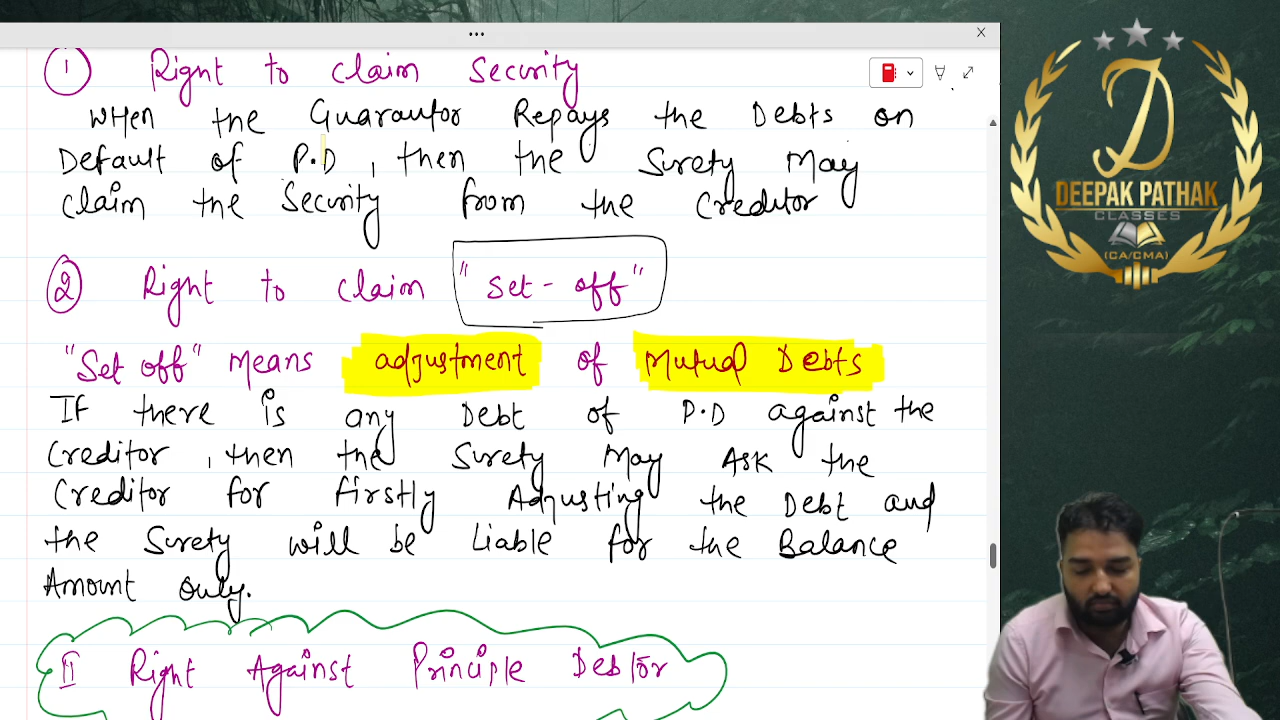 ① Right to claim Security
WHen the Guarantor Repays the Debts on
Default of P.D, then the Surety May
claim the Security from the Creditor
② Right to claim "Set-off"
"Set off" means adjustment of Mutual Debts
If there is any Debt of P.D against the
Creditor, then the Surety May ASK the
Creditor for firstly Adjusting the Debt and
the Surety will be Liable for the Balance
Amount only.
II Right Against Principle Debtor
D
DEEPAK PATHAK
CLASSES
(CA/CMA)